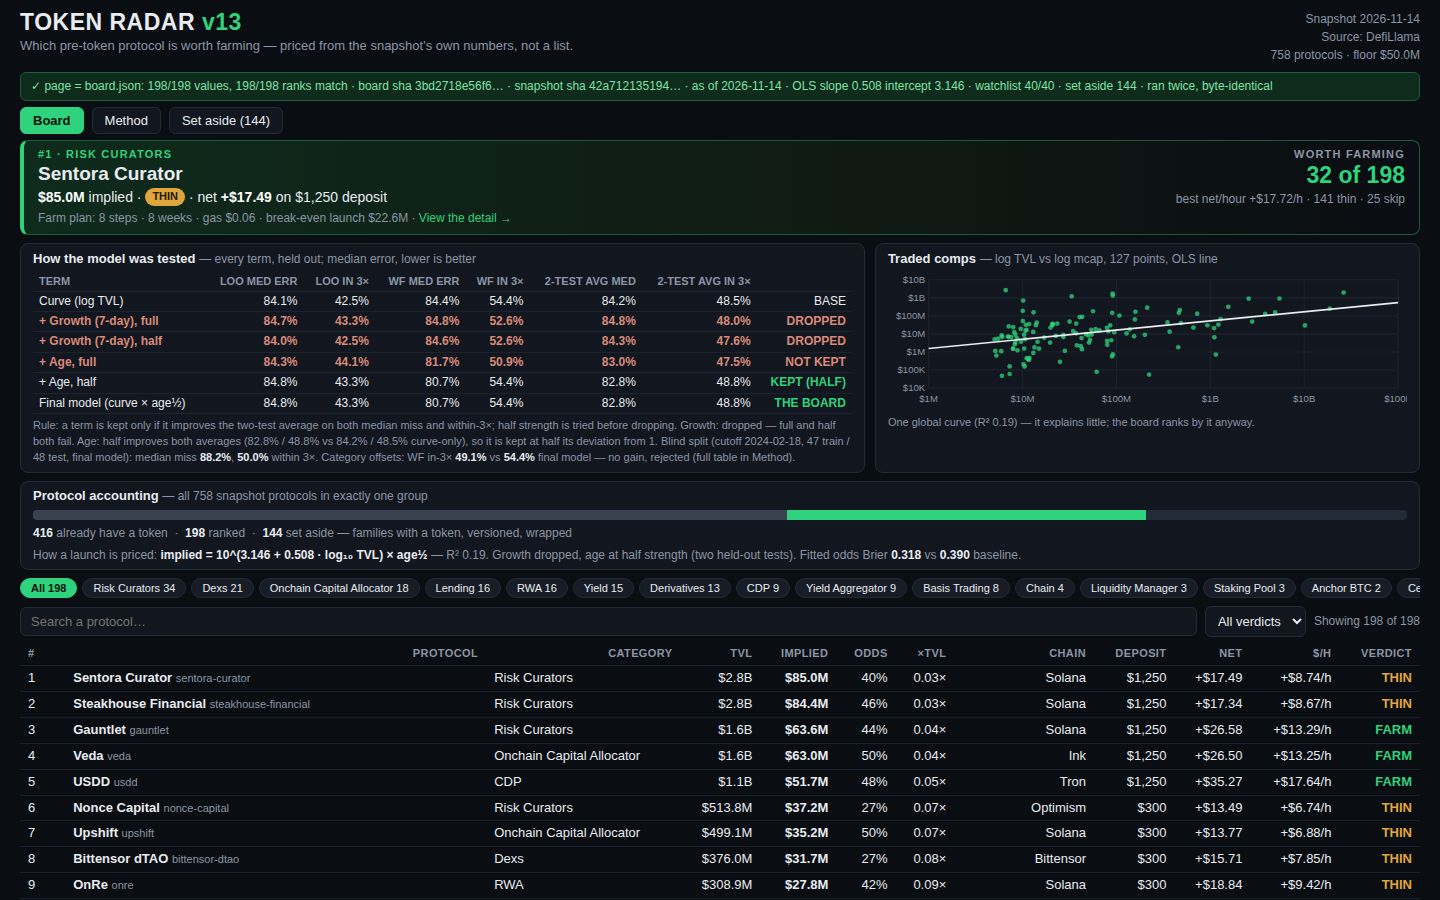 TOKEN RADAR v13
Which pre-token protocol is worth farming — priced from the snapshot's own numbers, not a list.
Snapshot 2026-11-14
Source: DefiLlama
758 protocols · floor $50.0M
✓ page = board.json: 198/198 values, 198/198 ranks match · board sha 3bd2718e56f6… · snapshot sha 42a712135194… · as of 2026-11-14 · OLS slope 0.508 intercept 3.146 · watchlist 40/40 · set aside 144 · ran twice, byte-identical
Board Method Set aside (144)
#1 · RISK CURATORS
Sentora Curator
$85.0M implied · THIN · net +$17.49 on $1,250 deposit
Farm plan: 8 steps · 8 weeks · gas $0.06 · break-even launch $22.6M · View the detail →
WORTH FARMING
32 of 198
best net/hour +$17.72/h · 141 thin · 25 skip
How the model was tested — every term, held out; median error, lower is better
TERM LOO MED ERR LOO IN 3× WF MED ERR WF IN 3× 2-TEST AVG MED 2-TEST AVG IN 3×
Curve (log TVL) 84.1% 42.5% 84.4% 54.4% 84.2% 48.5% BASE
+ Growth (7-day), full 84.7% 43.3% 84.8% 52.6% 84.8% 48.0% DROPPED
+ Growth (7-day), half 84.0% 42.5% 84.6% 52.6% 84.3% 47.6% DROPPED
+ Age, full 84.3% 44.1% 81.7% 50.9% 83.0% 47.5% NOT KEPT
+ Age, half 84.8% 43.3% 80.7% 54.4% 82.8% 48.8% KEPT (HALF)
Final model (curve × age½) 84.8% 43.3% 80.7% 54.4% 82.8% 48.8% THE BOARD
Rule: a term is kept only if it improves the two-test average on both median miss and within-3×; half strength is tried before dropping. Growth: dropped — full and half
both fail. Age: half improves both averages (82.8% / 48.8% vs 84.2% / 48.5% curve-only), so it is kept at half its deviation from 1. Blind split (cutoff 2024-02-18, 47 train /
48 test, final model): median miss 88.2%, 50.0% within 3×. Category offsets: WF in-3× 49.1% vs 54.4% final model — no gain, rejected (full table in Method).
Traded comps — log TVL vs log mcap, 127 points, OLS line
$10B
$1B
$100M
$10M
$1M
$100K
$10K
$1M $10M $100M $1B $10B $100
One global curve (R² 0.19) — it explains little; the board ranks by it anyway.
Protocol accounting — all 758 snapshot protocols in exactly one group
416 already have a token · 198 ranked · 144 set aside — families with a token, versioned, wrapped
How a launch is priced: implied = 10^(3.146 + 0.508 · log₁₀ TVL) × age½ — R² 0.19. Growth dropped, age at half strength (two held-out tests). Fitted odds Brier 0.318 vs 0.390 baseline.
All 198 Risk Curators 34 Dexs 21 Onchain Capital Allocator 18 Lending 16 RWA 16 Yield 15 Derivatives 13 CDP 9 Yield Aggregator 9 Basis Trading 8 Chain 4 Liquidity Manager 3 Staking Pool 3 Anchor BTC 2 Ce
Search a protocol… All verdicts Showing 198 of 198
# PROTOCOL CATEGORY TVL IMPLIED ODDS ×TVL CHAIN DEPOSIT NET $/H VERDICT
1 Sentora Curator sentora-curator Risk Curators $2.8B $85.0M 40% 0.03× Solana $1,250 +$17.49 +$8.74/h THIN
2 Steakhouse Financial steakhouse-financial Risk Curators $2.8B $84.4M 46% 0.03× Solana $1,250 +$17.34 +$8.67/h THIN
3 Gauntlet gauntlet Risk Curators $1.6B $63.6M 44% 0.04× Solana $1,250 +$26.58 +$13.29/h FARM
4 Veda veda Onchain Capital Allocator $1.6B $63.0M 50% 0.04× Ink $1,250 +$26.50 +$13.25/h FARM
5 USDD usdd CDP $1.1B $51.7M 48% 0.05× Tron $1,250 +$35.27 +$17.64/h FARM
6 Nonce Capital nonce-capital Risk Curators $513.8M $37.2M 27% 0.07× Optimism $300 +$13.49 +$6.74/h THIN
7 Upshift upshift Onchain Capital Allocator $499.1M $35.2M 50% 0.07× Solana $300 +$13.77 +$6.88/h THIN
8 Bittensor dTAO bittensor-dtao Dexs $376.0M $31.7M 27% 0.08× Bittensor $300 +$15.71 +$7.85/h THIN
9 OnRe onre RWA $308.9M $27.8M 42% 0.09× Solana $300 +$18.84 +$9.42/h THIN